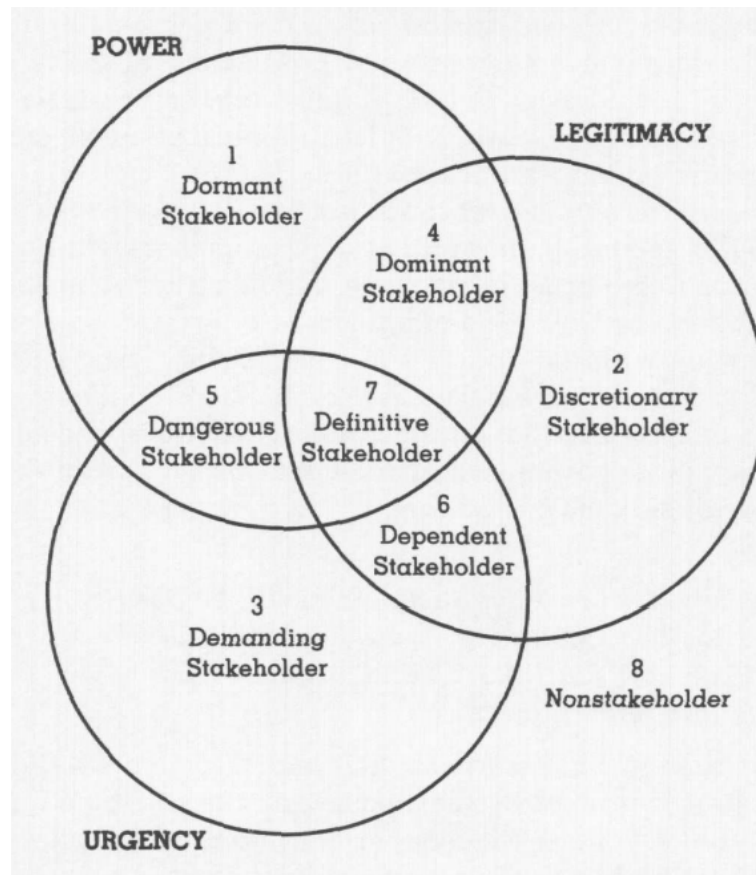 POWER
LEGITIMACY
1
Dormant
Stakeholder
4
Dominant
Stakeholder
2
Discretionary
Stakeholder
5
Dangerous
Stakeholder
7
Definitive
Stakeholder
6
Dependent
Stakeholder
3
Demanding
Stakeholder
8
Nonstakeholder
URGENCY